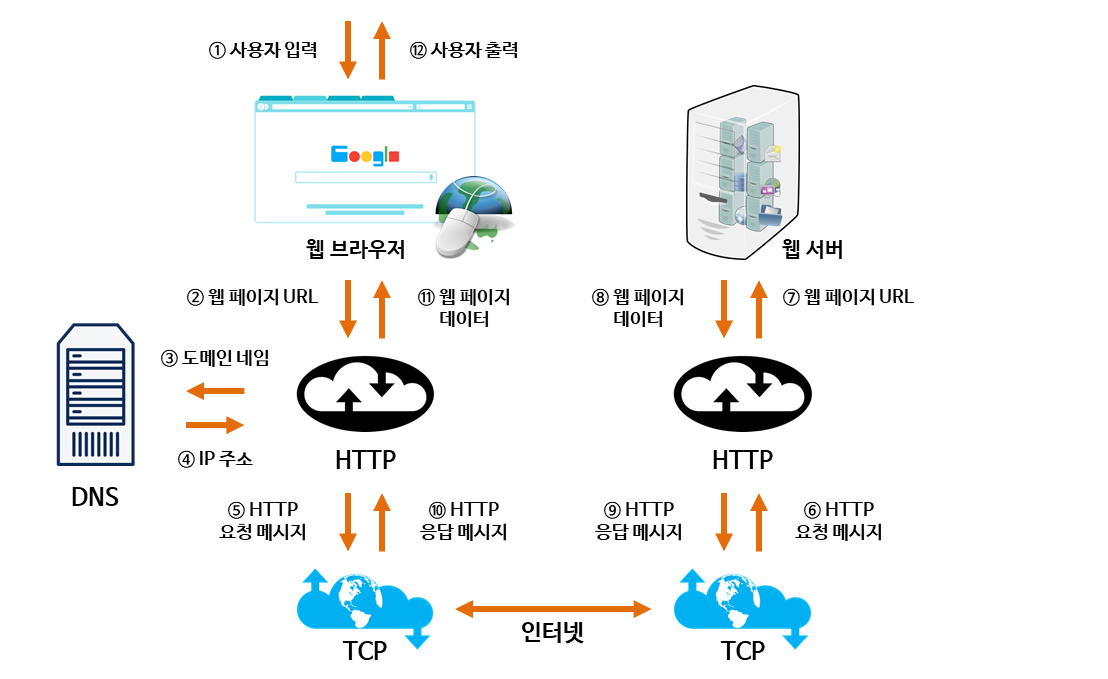 ① 사용자 입력
⑫ 사용자 출력
Google
웹 브라우저
웹 서버
② 웹 페이지 URL
⑪ 웹 페이지
데이터
⑧ 웹 페이지
데이터
⑦ 웹 페이지 URL
③ 도메인 네임
④ IP 주소
DNS
HTTP
HTTP
⑤ HTTP
요청 메시지
⑩ HTTP
응답 메시지
⑨ HTTP
응답 메시지
⑥ HTTP
요청 메시지
인터넷
TCP
TCP